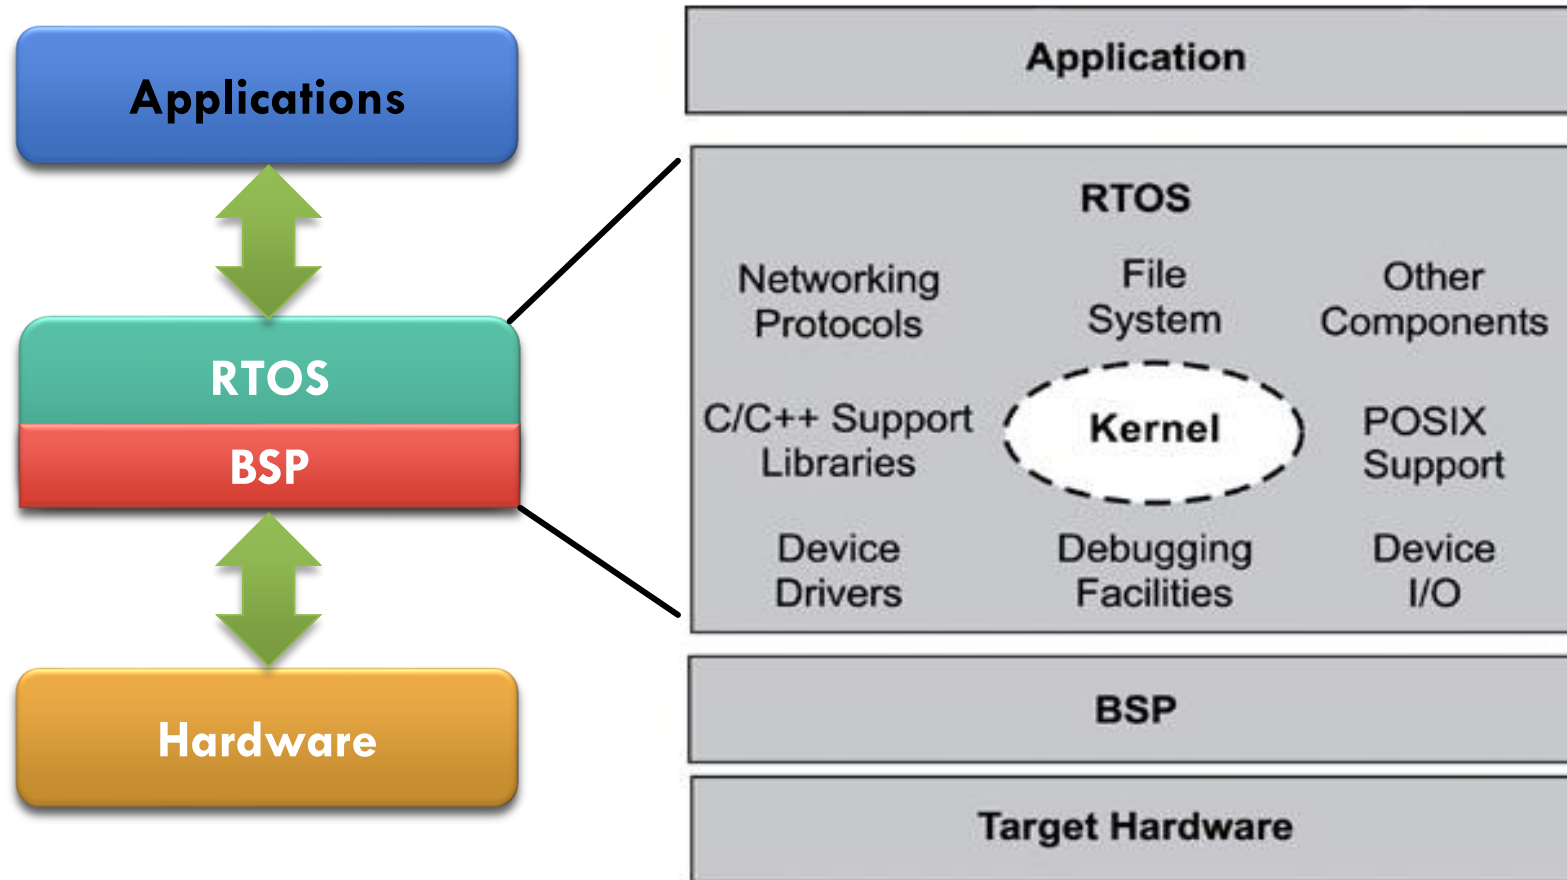 Applications
RTOS
BSP
Hardware
Application
RTOS
Networking
Protocols
File
System
Other
Components
C/C++ Support
Libraries
Kernel
POSIX
Support
Device
Drivers
Debugging
Facilities
Device
I/O
BSP
Target Hardware